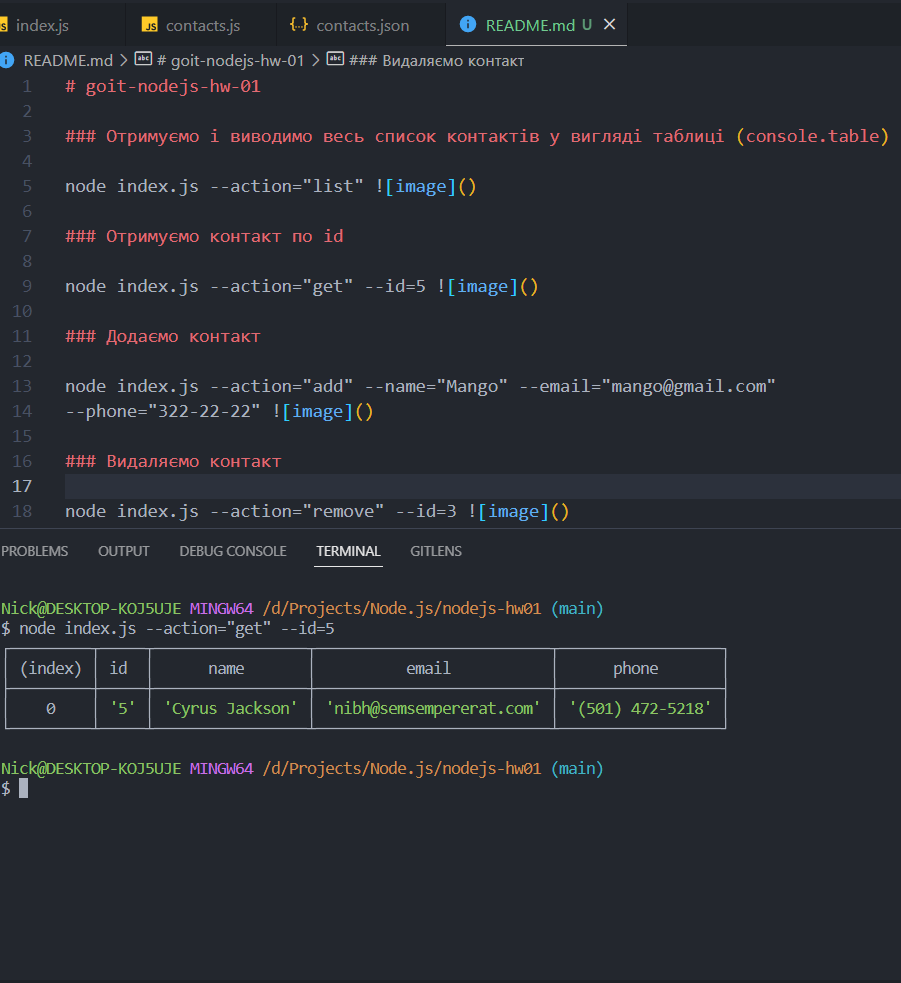 JS index.js JS contacts.js {··} contacts.json i README.md U ×
i README.md > abc # goit-nodejs-hw-01 > abc ### Видаляємо контакт
1 # goit-nodejs-hw-01
2
3 ### Отримуємо і виводимо весь список контактів у вигляді таблиці (console.table)
4
5 node index.js --action="list" ![image]()
6
7 ### Отримуємо контакт по id
8
9 node index.js --action="get" --id=5 ![image]()
10
11 ### Додаємо контакт
12
13 node index.js --action="add" --name="Mango" --email="mango@gmail.com"
14 --phone="322-22-22" ![image]()
15
16 ### Видаляємо контакт
17
18 node index.js --action="remove" --id=3 ![image]()
PROBLEMS OUTPUT DEBUG CONSOLE TERMINAL GITLENS
Nick@DESKTOP-KOJ5UJE MINGW64 /d/Projects/Node.js/nodejs-hw01 (main)
$ node index.js --action="get" --id=5
(index) id name email phone
0 '5' 'Cyrus Jackson' 'nibh@semsempererat.com' '(501) 472-5218'
Nick@DESKTOP-KOJ5UJE MINGW64 /d/Projects/Node.js/nodejs-hw01 (main)
$